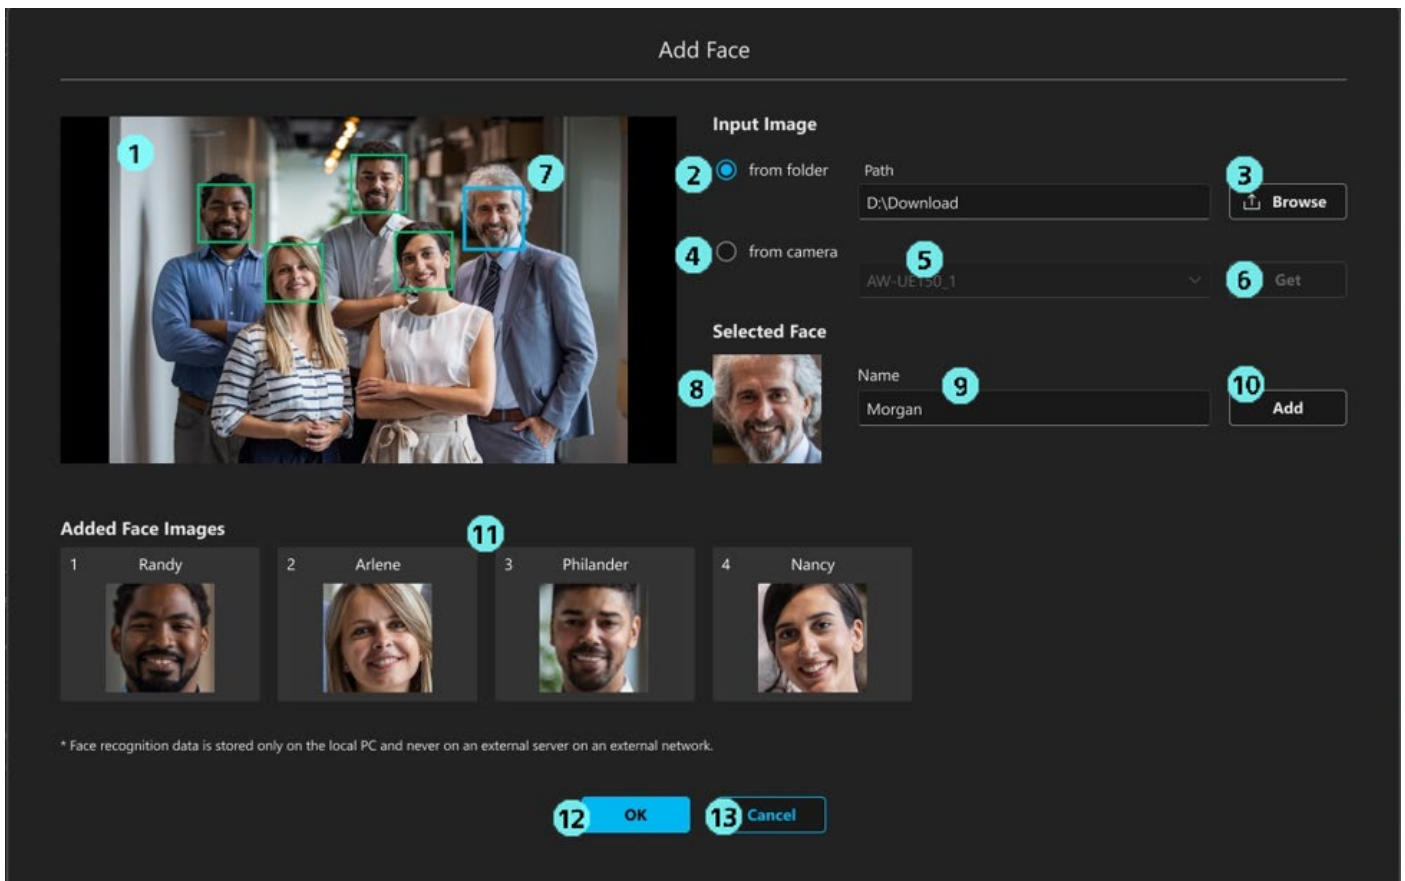 Add Face
1
Input Image
2 from folder
Path
D:\Download
3 Browse
4 from camera
5
AW-UE150_1
6 Get
7
Selected Face
8
Name
9
Morgan
10
Add
Added Face Images
11
1 Randy
2 Arlene
3 Philander
4 Nancy
* Face recognition data is stored only on the local PC and never on an external server on an external network.
12 OK
13 Cancel